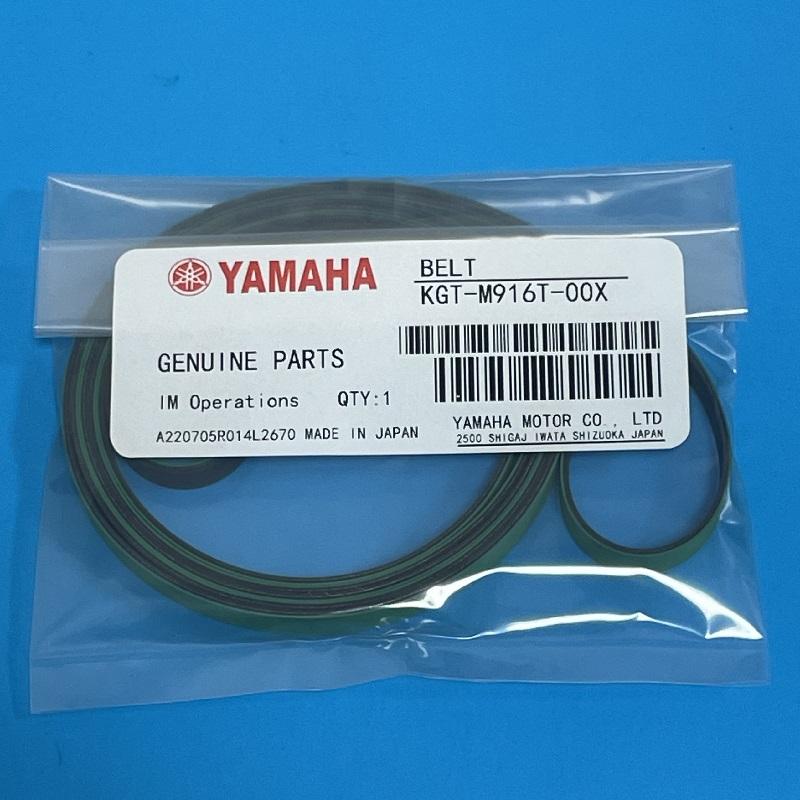 YAMAHA
BELT
KGT-M916T-00X
GENUINE PARTS
IM Operations QTY:1
A220705R014L2670 MADE IN JAPAN
YAMAHA MOTOR CO., LTD
2500 SHIGAJ IWATA SHIZUOKA JAPAN